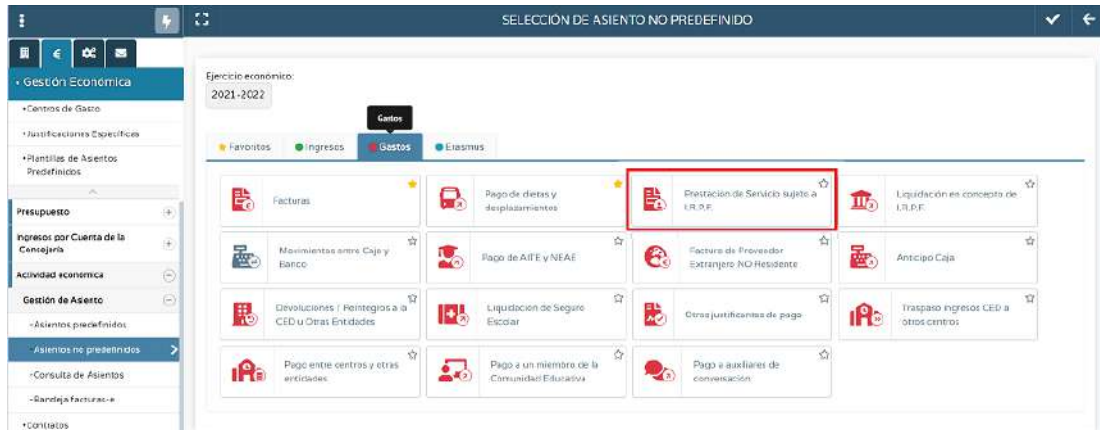 SELECCIÓN DE ASIENTO NO PREDEFINIDO
• Gestión Económica
•Centros de Gasto
•Justificaciones Específicas
•Plantillas de Asientos
Predefinidos
Presupuesto
Ingresos por Cuenta de la
Consejería
Actividad económica
Gestión de Asiento
-Asientos predefinidos
-Asientos no predefinidos
-Consulta de Asientos
-Bandeja facturas-e
•Contratos
Ejercicio económico:
2021-2022
Gastos
Favoritos
Ingresos
Gastos
Erasmus
Facturas
Pago de dietas y
desplazamientos
Prestación de Servicio sujeto a
I.R.P.F.
Liquidación en concepto de
I.R.P.F.
Movimientos entre Caja y
Banco
Pago de AITE y NEAE
Factura de Proveedor
Extranjero NO Residente
Anticipo Caja
Devoluciones / Reintegros a la
CED u Otras Entidades
Liquidación de Seguro
Escolar
Otros justificantes de pago
Traspaso ingresos CED a
otros centros
Pago entre centros y otras
entidades
Pago a un miembro de la
Comunidad Educativa
Pago a auxiliares de
conversación